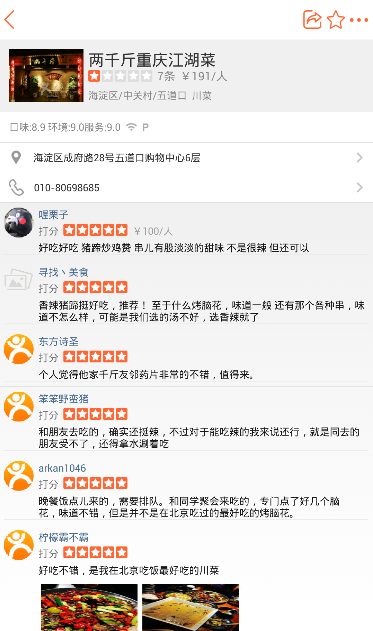 两千斤重庆江湖菜
7条 ￥191/人
海淀区/中关村/五道口 川菜
口味:8.9 环境:9.0服务:9.0 P
海淀区成府路28号五道口购物中心6层
010-80698685
喔栗子
打分 ￥100/人
好吃好吃 猪蹄炒鸡赞 串儿有股淡淡的甜味 不是很辣 但还可以
寻找丶美食
打分
香辣猪蹄挺好吃，推荐！ 至于什么烤脑花，味道一般 还有那个各种串，味
道不怎么样，可能是我们选的汤不好，选香辣就了
东方诗圣
打分
个人觉得他家千斤友邻药片非常的不错，值得来。
笨笨野蛮猪
打分
和朋友去吃的，确实还挺辣，不过对于能吃辣的我来说还行，就是同去的
朋友受不了，还得拿水涮着吃
arkan1046
打分
晚餐饭点儿来的，需要排队。和同学聚会来吃的，专门点了好几个脑
花，味道不错，但是并不是在北京吃过的最好吃的烤脑花。
柠檬霸不霸
打分
好吃不错，是我在北京吃饭最好吃的川菜